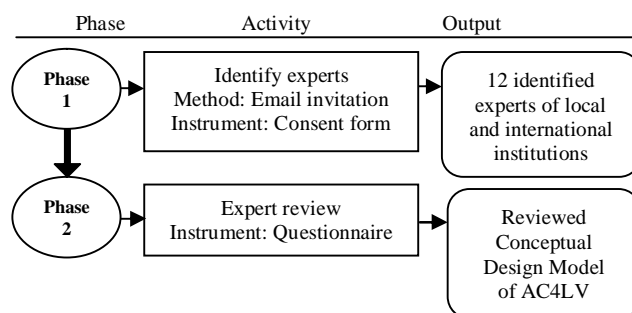 Phase Activity Output
Phase
1
Identify experts
Method: Email invitation
Instrument: Consent form
12 identified
experts of local
and international
institutions
Phase
2
Expert review
Instrument: Questionnaire
Reviewed
Conceptual
Design Model
of AC4LV